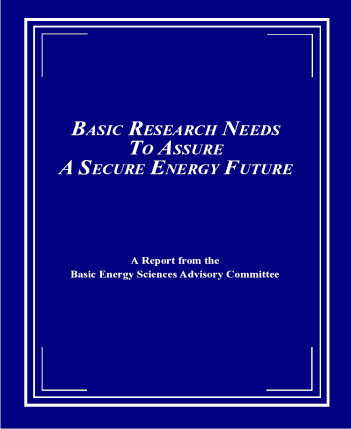 BASIC RESEARCH NEEDS
TO ASSURE
A SECURE ENERGY FUTURE
A Report from the
Basic Energy Sciences Advisory Committee